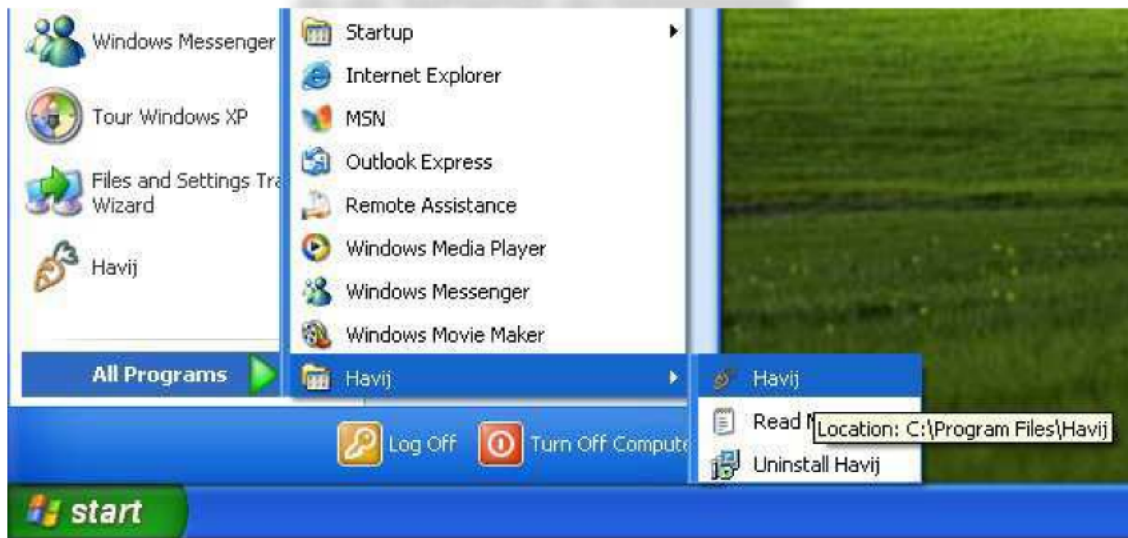 Windows Messenger
Tour Windows XP
Files and Settings Tra
Wizard
Havij
All Programs
Startup
Internet Explorer
MSN
Outlook Express
Remote Assistance
Windows Media Player
Windows Messenger
Windows Movie Maker
Havij
Havij
Read
Location: C:\Program Files\Havij
Uninstall Havij
Log Off
Turn Off Compute
start